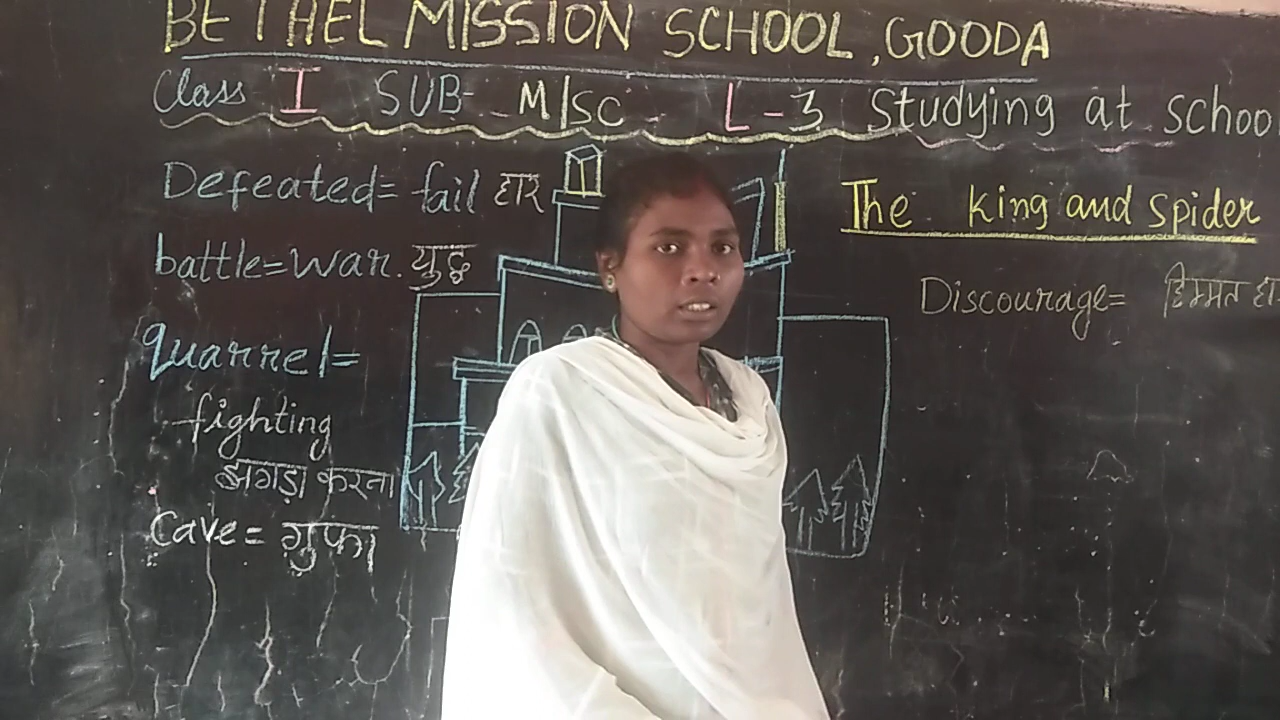 BETHEL MISSION SCHOOL, GOODA
Class I SUB- M/SC - L-3 Studying at schoo
Defeated= fail हार
battle=war. युद्ध
quarrel=
fighting
झगड़ा करना
cave= गुफा
The king and spider
Discourage= हिम्मत